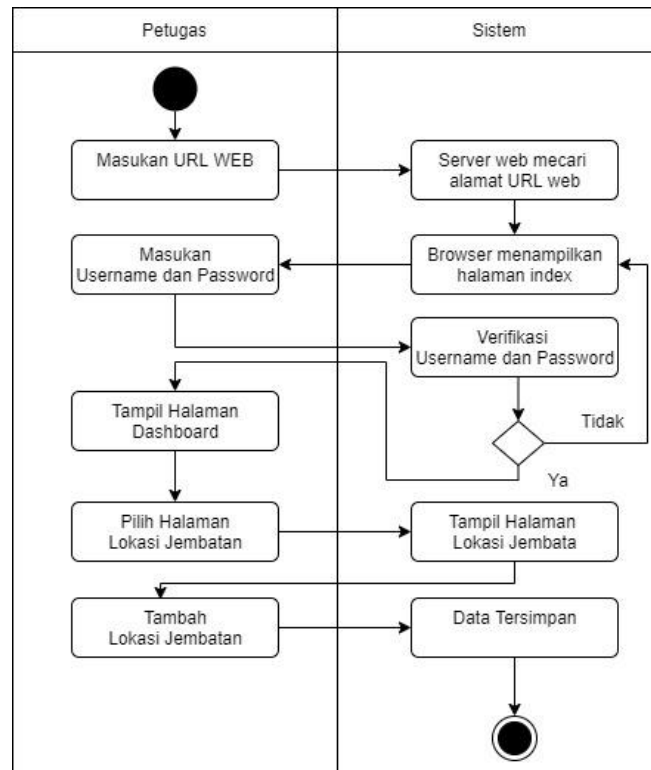 Petugas
Sistem
Masukan URL WEB
Server web mecari
alamat URL web
Masukan
Username dan Password
Browser menampilkan
halaman index
Verifikasi
Username dan Password
Tampil Halaman
Dashboard
Tidak
Ya
Pilih Halaman
Lokasi Jembatan
Tampil Halaman
Lokasi Jembata
Tambah
Lokasi Jembatan
Data Tersimpan